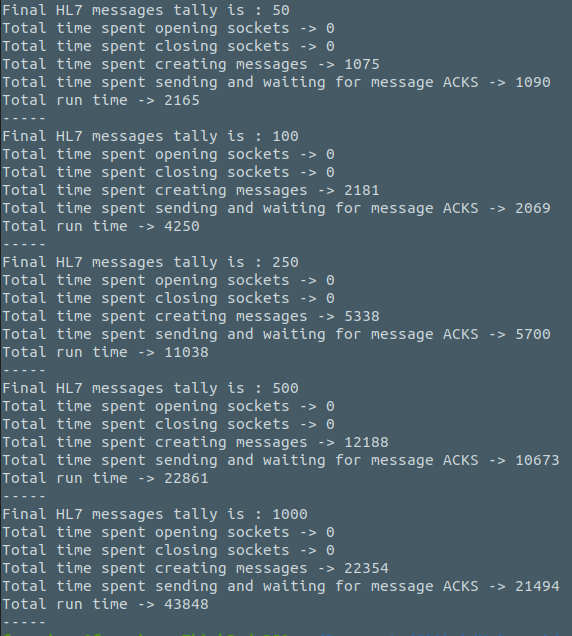 Final HL7 messages tally is : 50
Total time spent opening sockets -> 0
Total time spent closing sockets -> 0
Total time spent creating messages -> 1075
Total time spent sending and waiting for message ACKS -> 1090
Total run time -> 2165
-----
Final HL7 messages tally is : 100
Total time spent opening sockets -> 0
Total time spent closing sockets -> 0
Total time spent creating messages -> 2181
Total time spent sending and waiting for message ACKS -> 2069
Total run time -> 4250
-----
Final HL7 messages tally is : 250
Total time spent opening sockets -> 0
Total time spent closing sockets -> 0
Total time spent creating messages -> 5338
Total time spent sending and waiting for message ACKS -> 5700
Total run time -> 11038
-----
Final HL7 messages tally is : 500
Total time spent opening sockets -> 0
Total time spent closing sockets -> 0
Total time spent creating messages -> 12188
Total time spent sending and waiting for message ACKS -> 10673
Total run time -> 22861
-----
Final HL7 messages tally is : 1000
Total time spent opening sockets -> 0
Total time spent closing sockets -> 0
Total time spent creating messages -> 22354
Total time spent sending and waiting for message ACKS -> 21494
Total run time -> 43848
-----